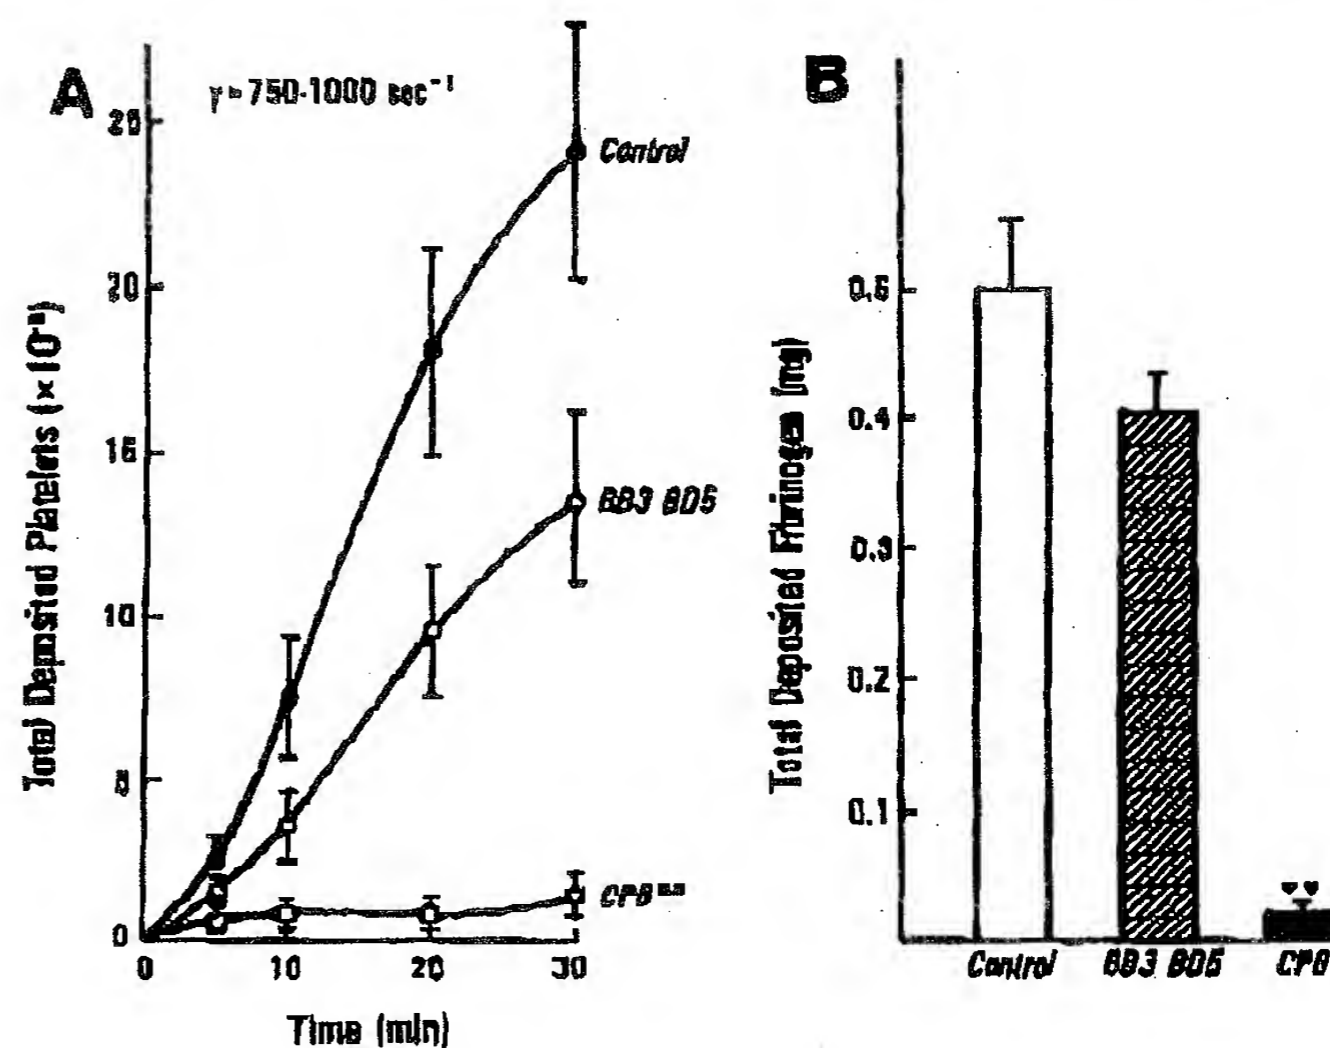 A
γ=750-1000 sec⁻¹
Total Deposited Platelets
25
20
15
10
5
0
0 10 20 30
Time (min)
Control
BB3 BD5
CPB
B
Total Deposited Fibrinogen (mg)
0.5
0.4
0.3
0.2
0.1
Control BB3 BD5 CPB